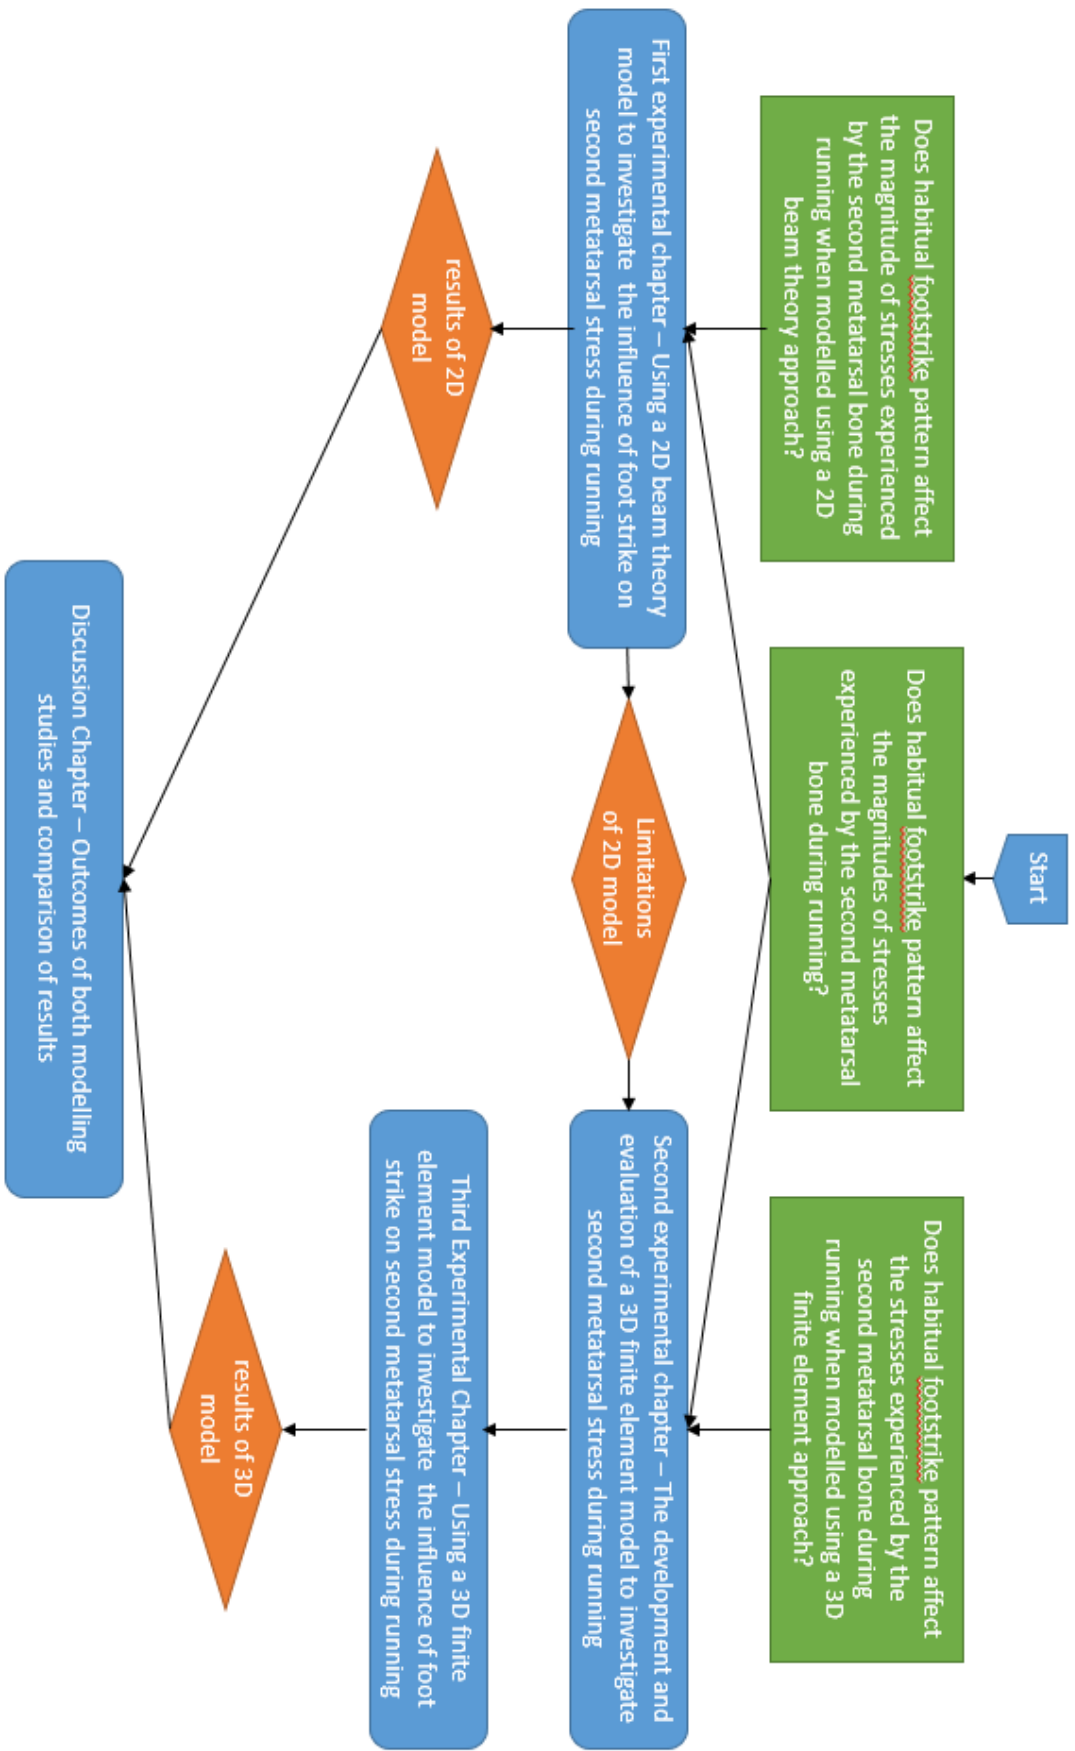 Start
Does habitual footstrike pattern affect
the magnitude of stresses experienced
by the second metatarsal bone during
running when modelled using a 2D
beam theory approach?
Does habitual footstrike pattern affect
the magnitudes of stresses
experienced by the second metatarsal
bone during running?
Does habitual footstrike pattern affect
the stresses experienced by the
second metatarsal bone during
running when modelled using a 3D
finite element approach?
First experimental chapter – Using a 2D beam theory
model to investigate the influence of foot strike on
second metatarsal stress during running
Limitations
of 2D model
Second experimental chapter – The development and
evaluation of a 3D finite element model to investigate
second metatarsal stress during running
results of 2D
model
Third Experimental Chapter – Using a 3D finite
element model to investigate the influence of foot
strike on second metatarsal stress during running
results of 3D
model
Discussion Chapter – Outcomes of both modelling
studies and comparison of results